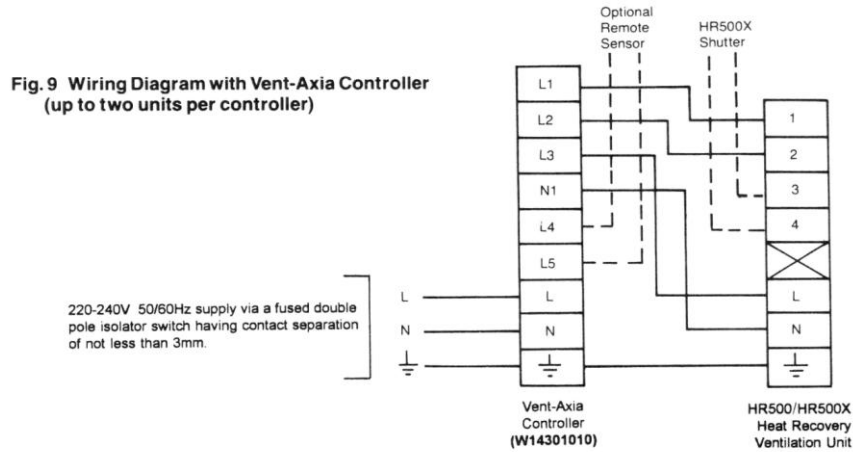 Optional
Remote
Sensor
HR500X
Shutter
Fig. 9 Wiring Diagram with Vent-Axia Controller
(up to two units per controller)
L1
L2
L3
N1
L4
L5
L
N
1
2
3
4
L
N
220-240V 50/60Hz supply via a fused double
pole isolator switch having contact separation
of not less than 3mm.
L
N
Vent-Axia
Controller
(W14301010)
HR500/HR500X
Heat Recovery
Ventilation Unit